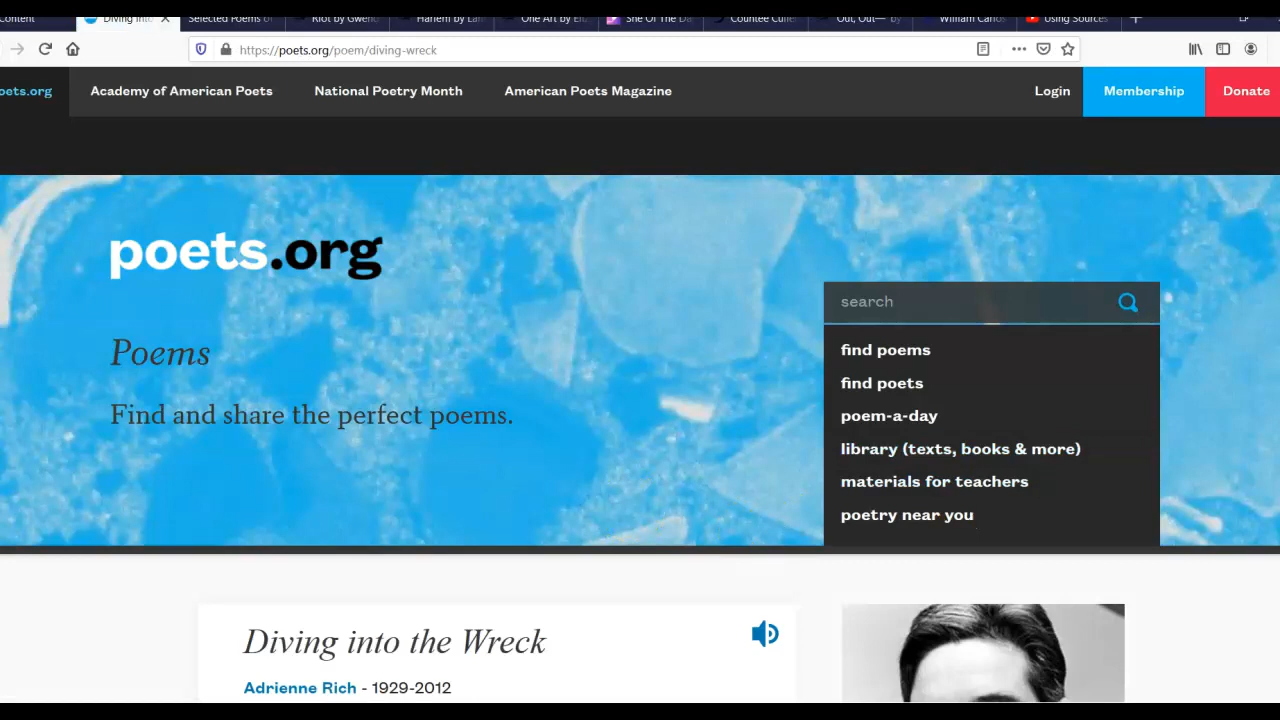 Content
Diving int
Selected Poems o
Riot by Gwend
Harlem by Lan
One Art by Eli
She Of The Da
Countee Cullen
Out, Out— by
William Carlos
Using Source
https://poets.org/poem/diving-wreck
oets.org
Academy of American Poets
National Poetry Month
American Poets Magazine
Login
Membership
Donate
poets.org
search
Poems
find poems
find poets
Find and share the perfect poems.
poem-a-day
library (texts, books & more)
materials for teachers
poetry near you
Diving into the Wreck
Adrienne Rich - 1929-2012